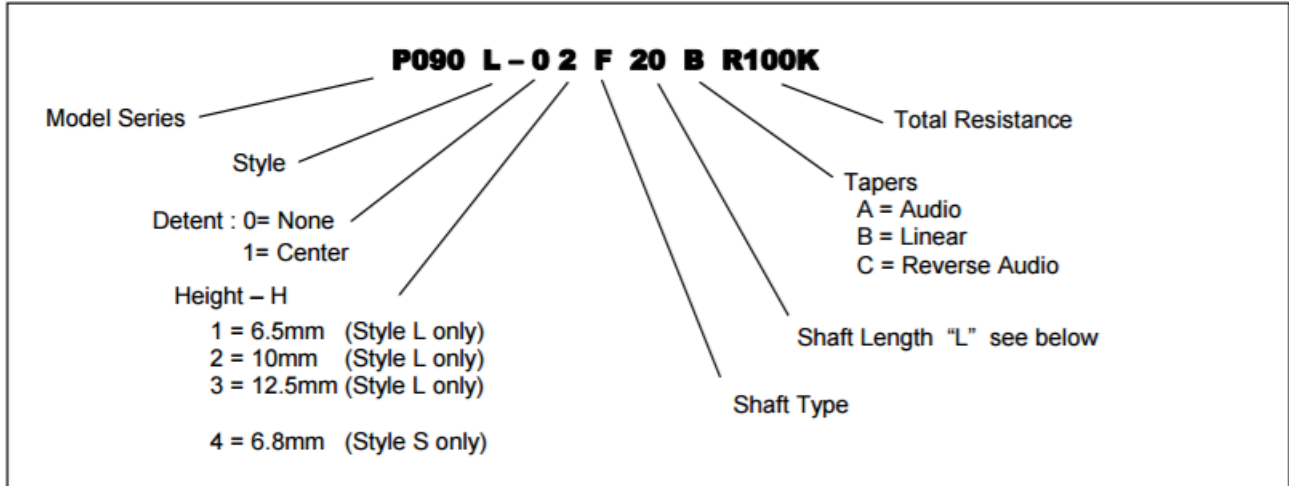 P090 L – 0 2 F 20 B R100K
Model Series
Total Resistance
Style
Tapers
A = Audio
B = Linear
C = Reverse Audio
Detent : 0= None
1= Center
Height – H
1 = 6.5mm (Style L only)
2 = 10mm (Style L only)
3 = 12.5mm (Style L only)
4 = 6.8mm (Style S only)
Shaft Length “L” see below
Shaft Type